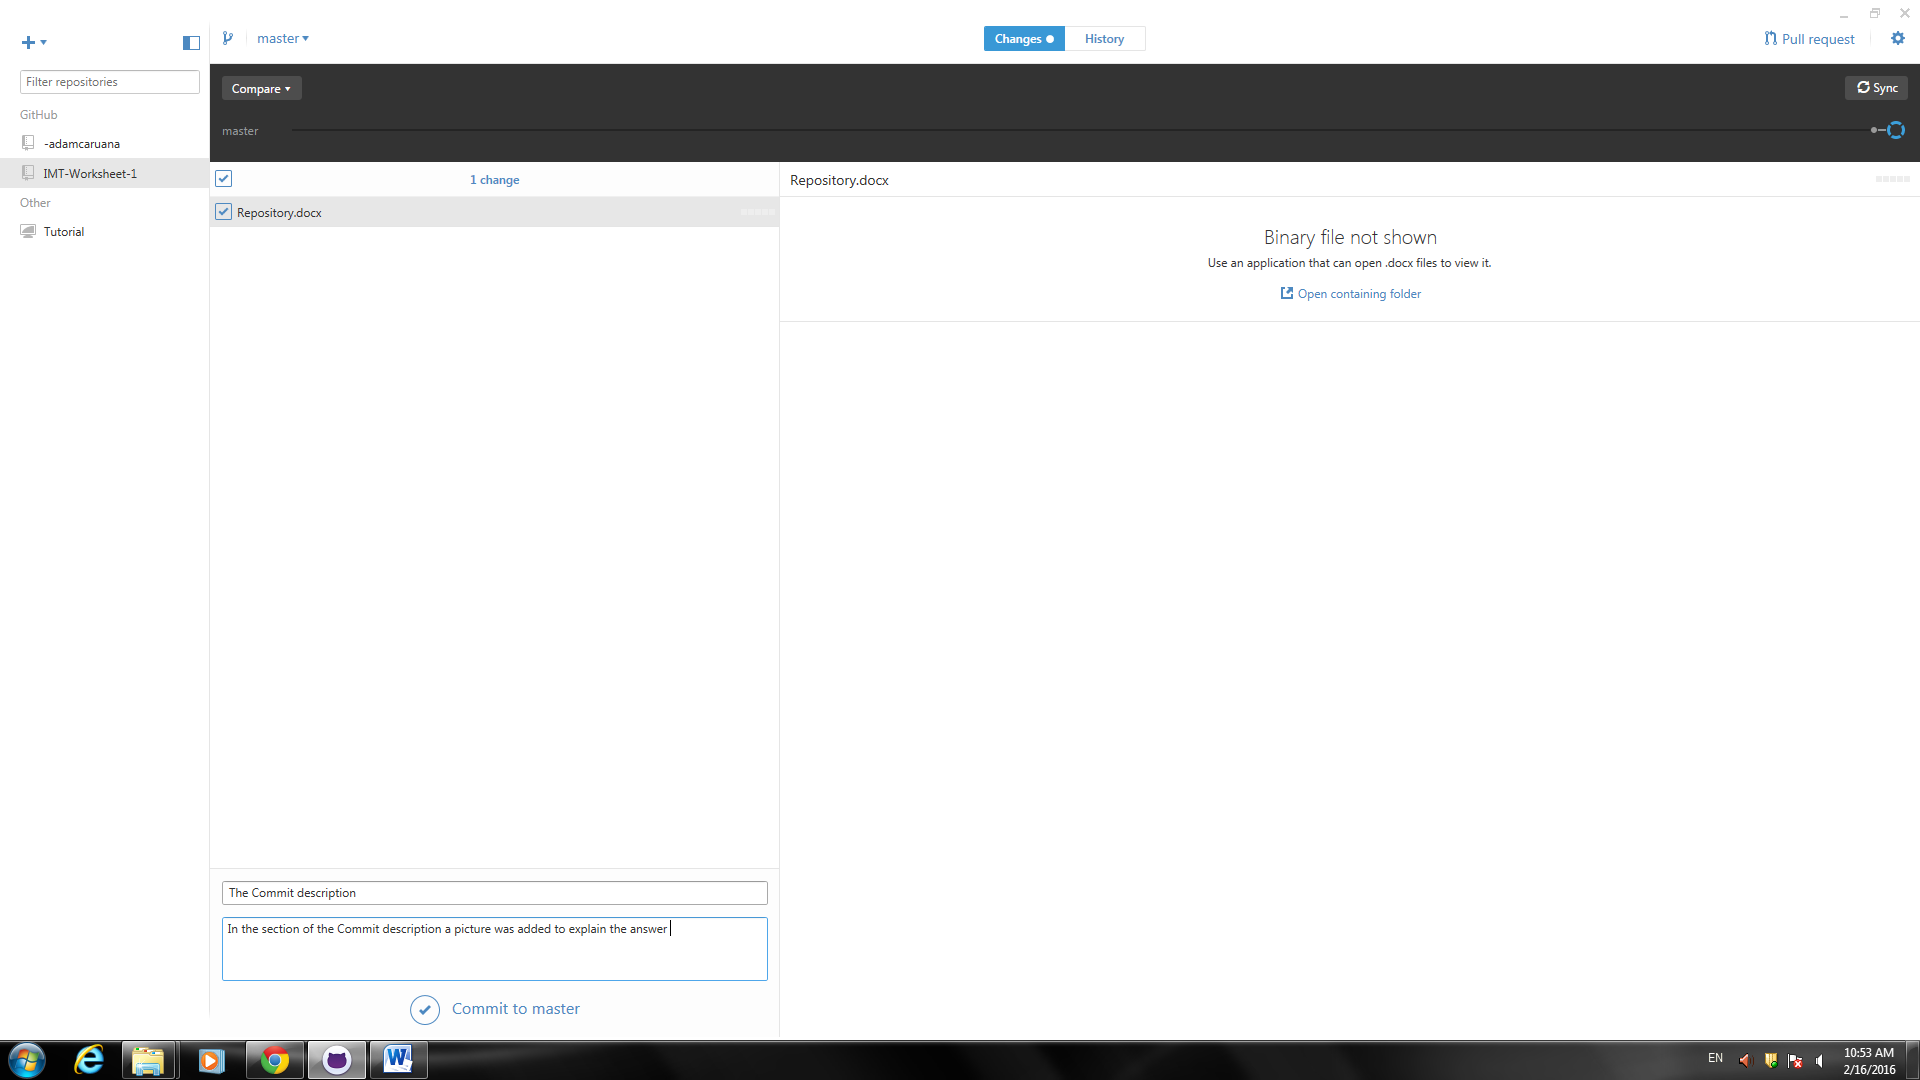 master
Changes
History
Pull request
Filter repositories
GitHub
-adamcaruana
IMT-Worksheet-1
Other
Tutorial
Compare
Sync
master
1 change
Repository.docx
Repository.docx
Binary file not shown
Use an application that can open .docx files to view it.
Open containing folder
The Commit description
In the section of the Commit description a picture was added to explain the answer
Commit to master
EN
10:53 AM
2/16/2016